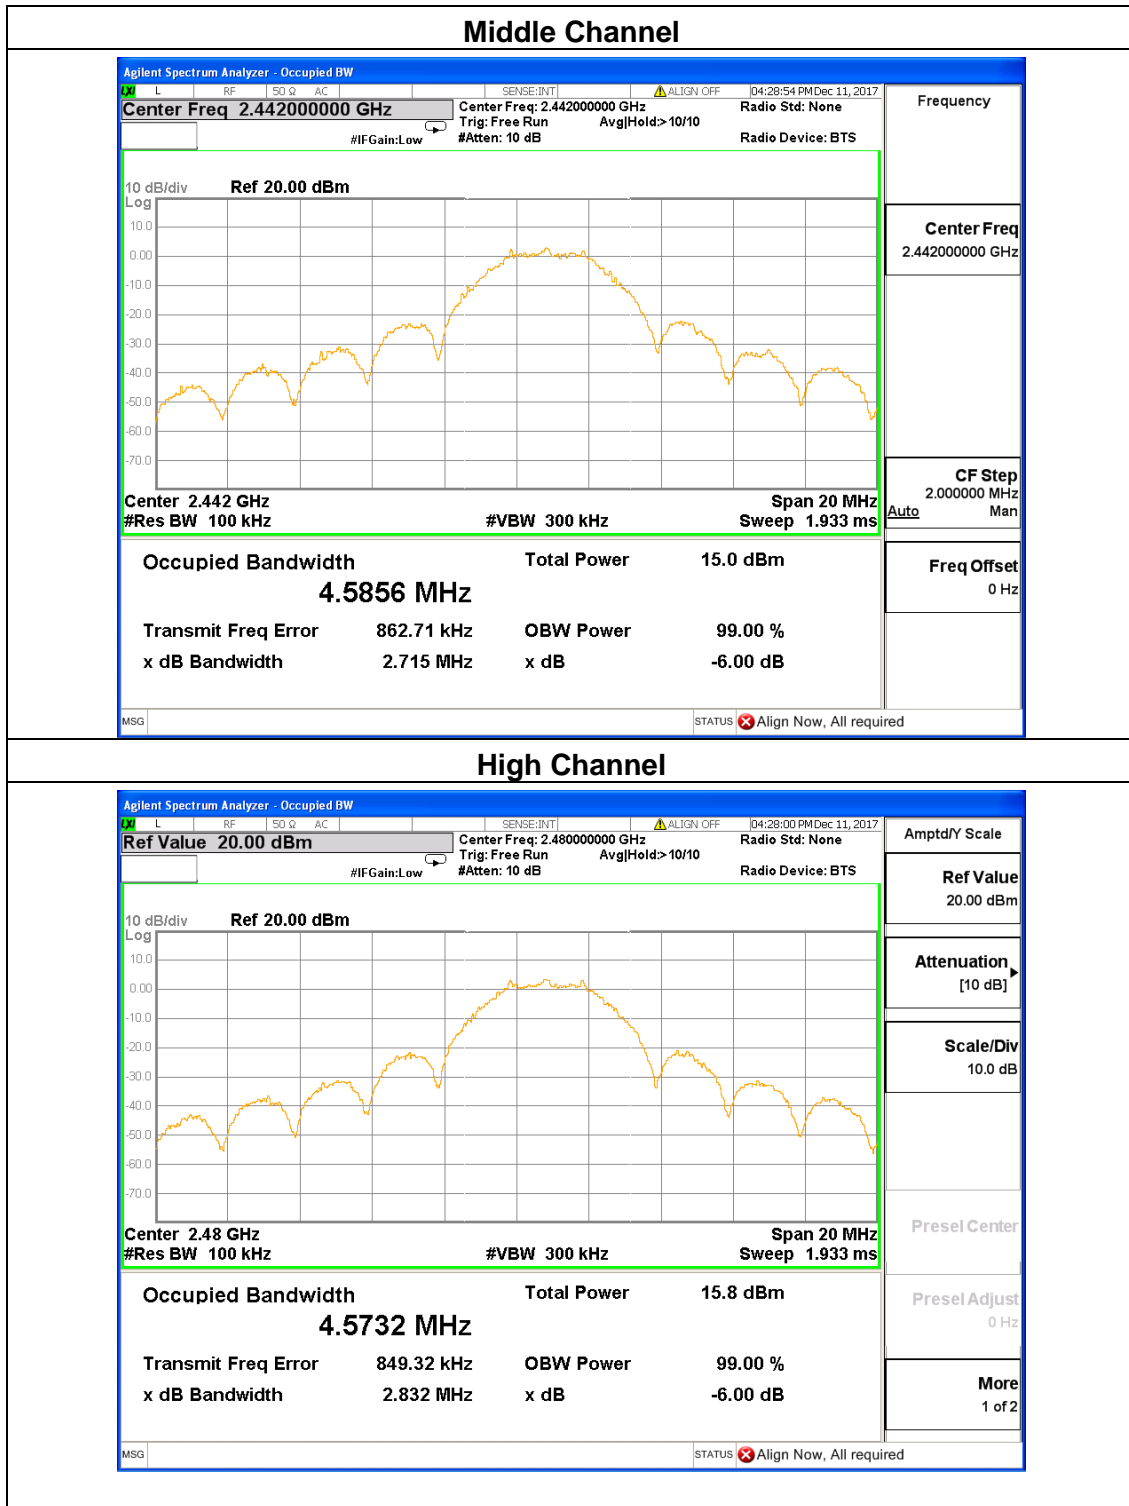 Middle Channel
Agilent Spectrum Analyzer - Occupied BW
LXI L RF 50 Ω AC SENSE:INT ALIGN OFF 04:28:54 PM Dec 11, 2017
Center Freq 2.442000000 GHz Center Freq: 2.442000000 GHz Radio Std: None
Trig: Free Run Avg|Hold:>10/10
#IFGain:Low #Atten: 10 dB Radio Device: BTS
10 dB/div Ref 20.00 dBm
Log
10.0
0.00
-10.0
-20.0
-30.0
-40.0
-50.0
-60.0
-70.0
Center 2.442 GHz Span 20 MHz
#Res BW 100 kHz #VBW 300 kHz Sweep 1.933 ms
Occupied Bandwidth Total Power 15.0 dBm
4.5856 MHz
Transmit Freq Error 862.71 kHz OBW Power 99.00 %
x dB Bandwidth 2.715 MHz x dB -6.00 dB
MSG STATUS Align Now, All required
Frequency
Center Freq
2.442000000 GHz
CF Step
2.000000 MHz
Auto Man
Freq Offset
0 Hz
High Channel
Agilent Spectrum Analyzer - Occupied BW
LXI L RF 50 Ω AC SENSE:INT ALIGN OFF 04:28:00 PM Dec 11, 2017
Ref Value 20.00 dBm Center Freq: 2.480000000 GHz Radio Std: None
Trig: Free Run Avg|Hold:>10/10
#IFGain:Low #Atten: 10 dB Radio Device: BTS
10 dB/div Ref 20.00 dBm
Log
10.0
0.00
-10.0
-20.0
-30.0
-40.0
-50.0
-60.0
-70.0
Center 2.48 GHz Span 20 MHz
#Res BW 100 kHz #VBW 300 kHz Sweep 1.933 ms
Occupied Bandwidth Total Power 15.8 dBm
4.5732 MHz
Transmit Freq Error 849.32 kHz OBW Power 99.00 %
x dB Bandwidth 2.832 MHz x dB -6.00 dB
MSG STATUS Align Now, All required
Amptd/Y Scale
Ref Value
20.00 dBm
Attenuation
[10 dB]
Scale/Div
10.0 dB
Presel Center
Presel Adjust
0 Hz
More
1 of 2